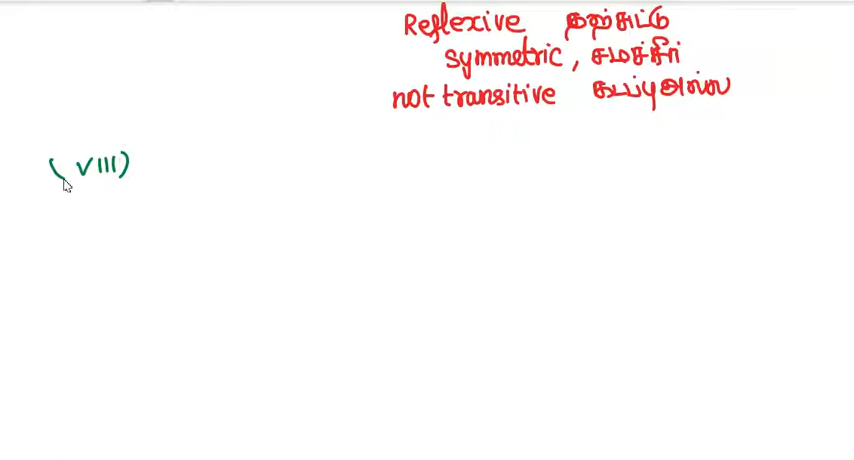 Reflexive தற்சுட்டு
symmetric, சமச்சீர்
not transitive கடப்பு அல்ல
(VIII)